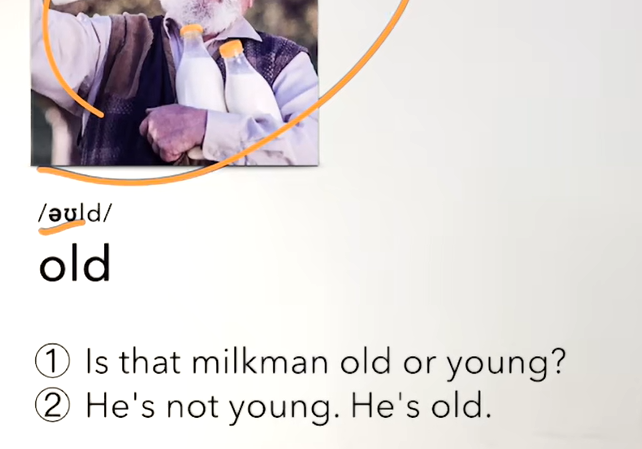 /əʊld/
old
① Is that milkman old or young?
② He's not young. He's old.